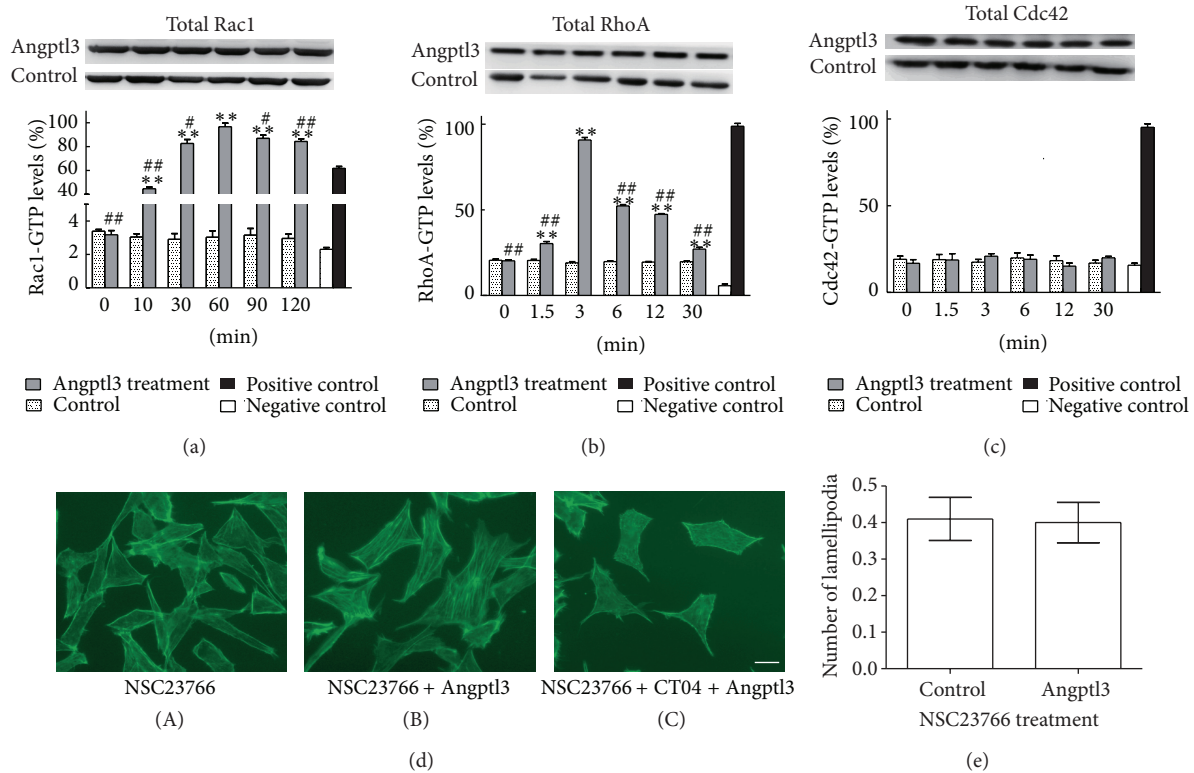 Total Rac1
Angptl3
Control
Rac1-GTP levels (%)
100
80
60
40
4
2
0
##
##
**
#
**
**
#
**
##
**
0 10 30 60 90 120
(min)
Angptl3 treatment
Positive control
Control
Negative control
(a)
Total RhoA
Angptl3
Control
RhoA-GTP levels (%)
100
50
0
##
##
**
**
##
**
##
**
##
**
0 1.5 3 6 12 30
(min)
Angptl3 treatment
Positive control
Control
Negative control
(b)
Total Cdc42
Angptl3
Control
Cdc42-GTP levels (%)
100
50
0
0 1.5 3 6 12 30
(min)
Angptl3 treatment
Positive control
Control
Negative control
(c)
NSC23766
(A)
NSC23766 + Angptl3
(B)
NSC23766 + CT04 + Angptl3
(C)
(d)
Number of lamellipodia
0.5
0.4
0.3
0.2
0.1
0.0
Control Angptl3
NSC23766 treatment
(e)